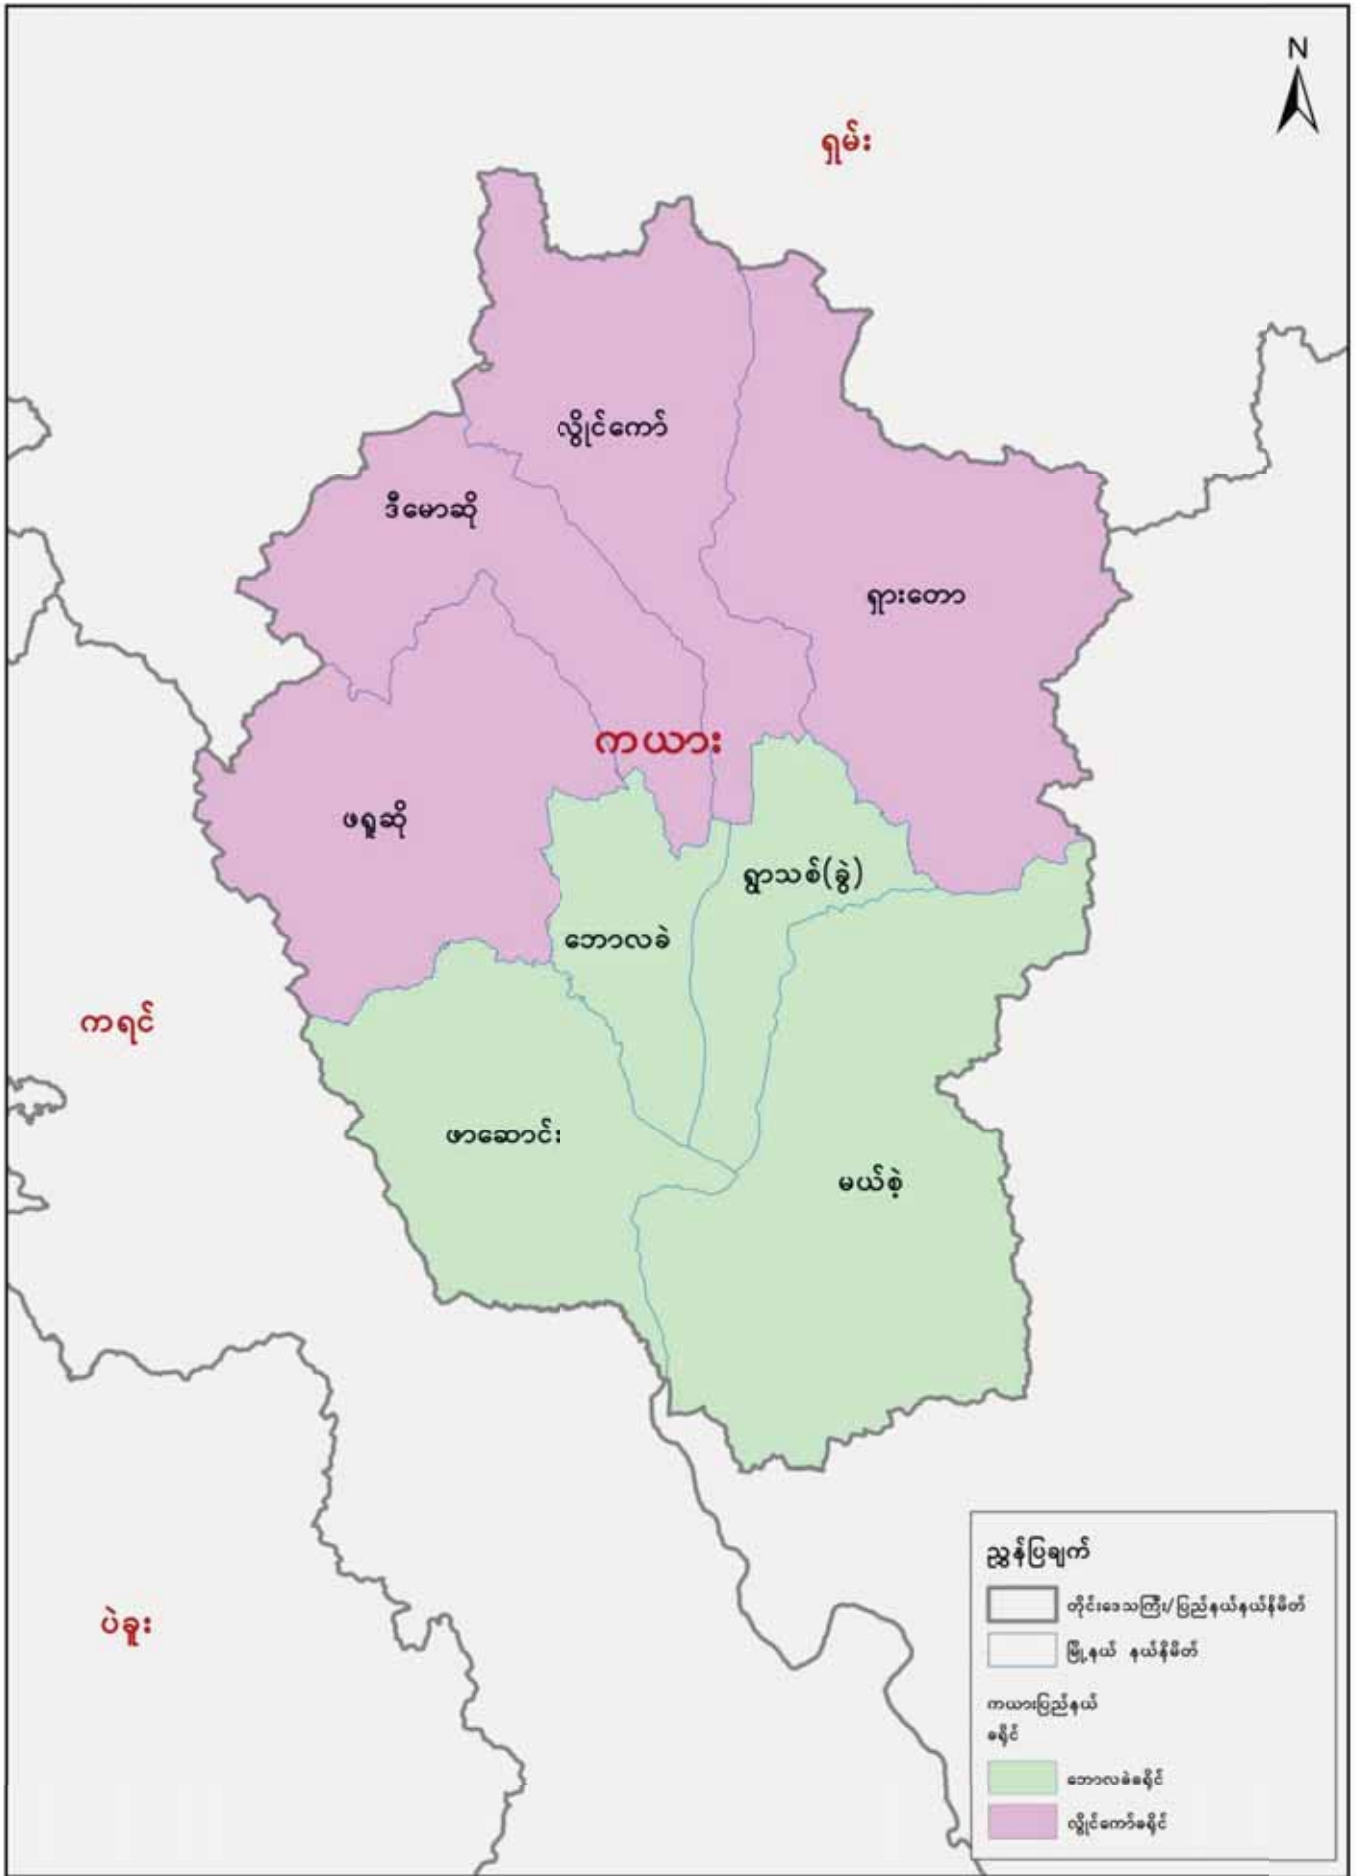 N
ရှမ်း
လွိုင်ကော်
ဒီမောဆို
ရှားတော
ကယား
ဖရူဆို
ရွာသစ်(ခွဲ)
ဘောလခဲ
ကရင်
ဖာဆောင်း
မယ်စဲ့
ပဲခူး
ညွှန်ပြချက်
တိုင်းဒေသကြီး/ပြည်နယ်နယ်နိမိတ်
မြို့နယ် နယ်နိမိတ်
ကယားပြည်နယ်
ခရိုင်
ဘောလခဲခရိုင်
လွိုင်ကော်ခရိုင်